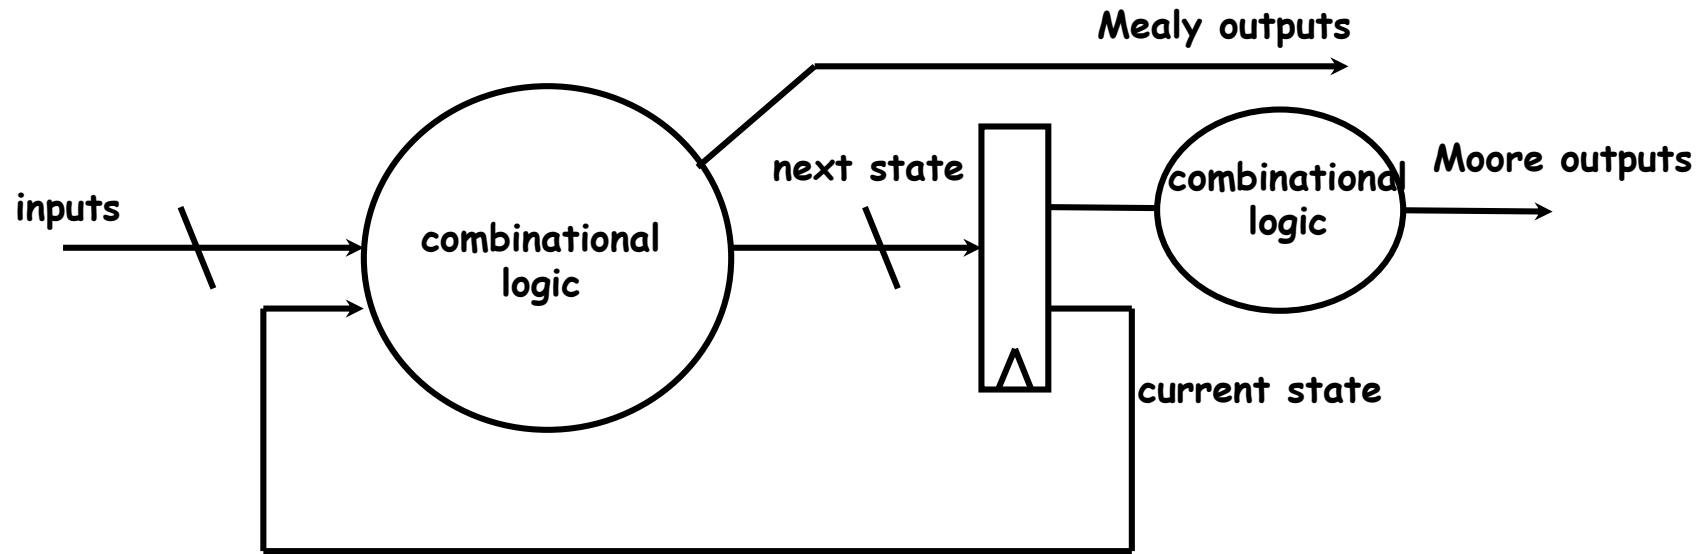 Mealy outputs
next state
combinational
logic
Moore outputs
inputs
combinational
logic
current state